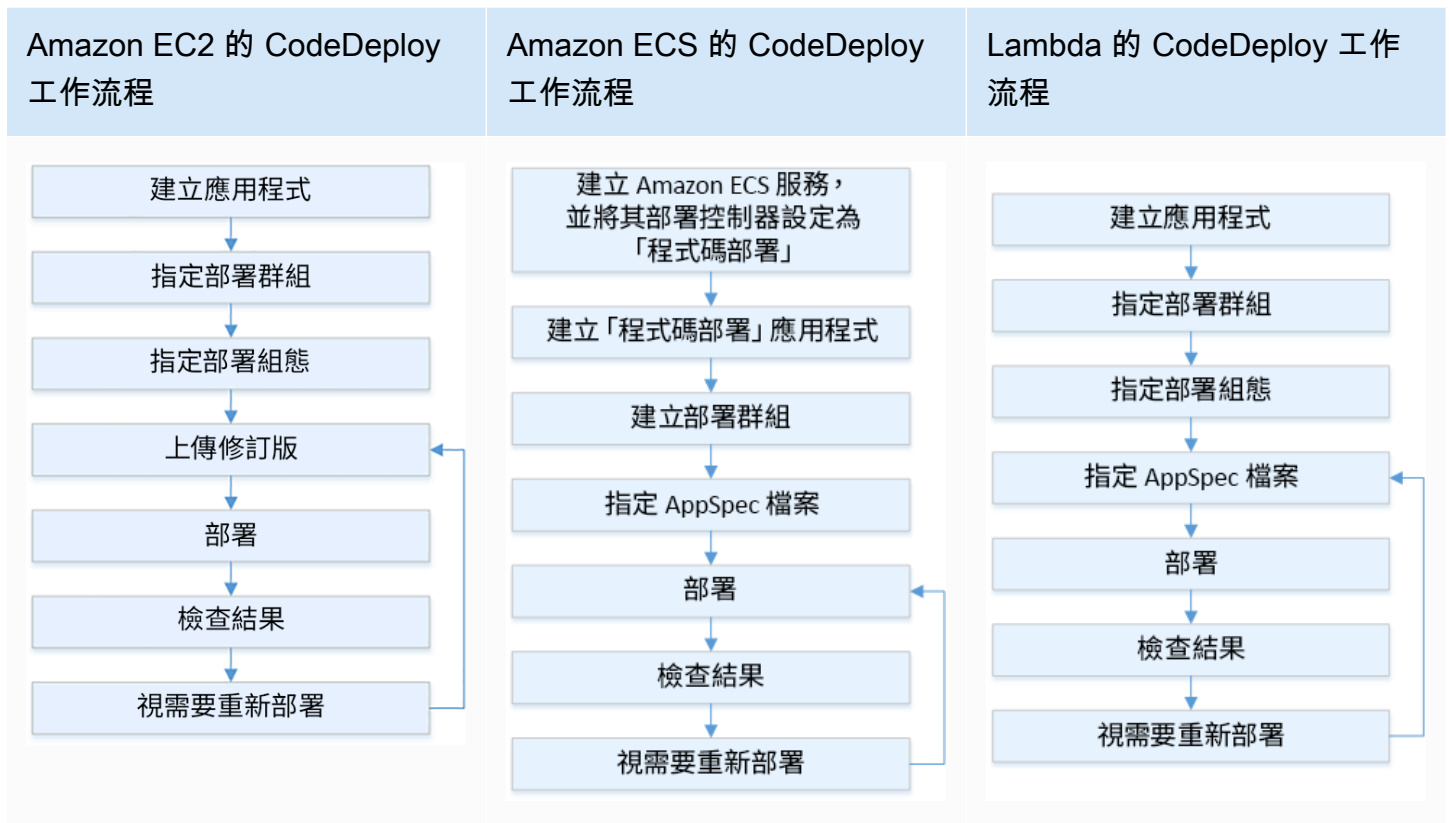 Amazon EC2 的 CodeDeploy
工作流程
建立應用程式
指定部署群組
指定部署組態
上傳修訂版
部署
檢查結果
視需要重新部署
Amazon ECS 的 CodeDeploy
工作流程
建立 Amazon ECS 服務，
並將其部署控制器設定為
「程式碼部署」
建立「程式碼部署」應用程式
建立部署群組
指定 AppSpec 檔案
部署
檢查結果
視需要重新部署
Lambda 的 CodeDeploy 工作
流程
建立應用程式
指定部署群組
指定部署組態
指定 AppSpec 檔案
部署
檢查結果
視需要重新部署